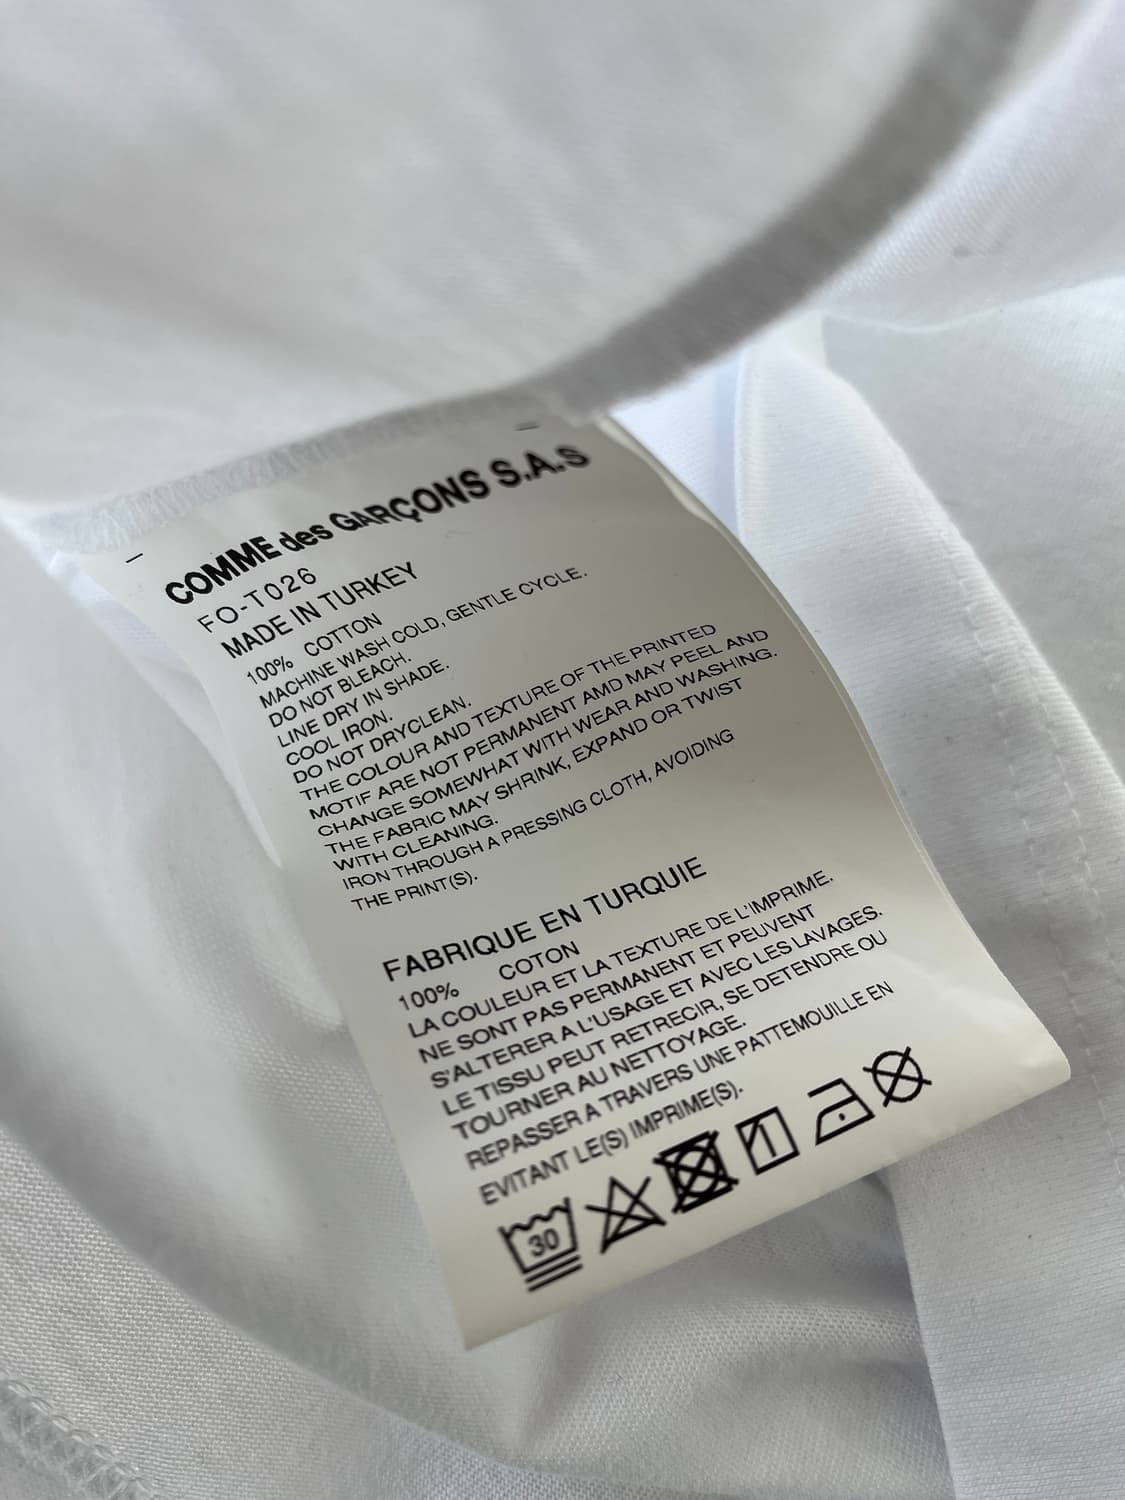 COMME des GARÇONS S.A.S
FO-T026
MADE IN TURKEY
100% COTTON
MACHINE WASH COLD, GENTLE CYCLE.
DO NOT BLEACH.
LINE DRY IN SHADE.
COOL IRON.
DO NOT DRYCLEAN.
THE COLOUR AND TEXTURE OF THE PRINTED
MOTIF ARE NOT PERMANENT AMD MAY PEEL AND
CHANGE SOMEWHAT WITH WEAR AND WASHING.
THE FABRIC MAY SHRINK, EXPAND OR TWIST
WITH CLEANING.
IRON THROUGH A PRESSING CLOTH, AVOIDING
THE PRINT(S).
FABRIQUE EN TURQUIE
100% COTON
LA COULEUR ET LA TEXTURE DE L'IMPRIME.
NE SONT PAS PERMANENT ET PEUVENT
S'ALTERER A L'USAGE ET AVEC LES LAVAGES.
LE TISSU PEUT RETRECIR, SE DETENDRE OU
TOURNER AU NETTOYAGE.
REPASSER A TRAVERS UNE PATTEMOUILLE EN
EVITANT LE(S) IMPRIME(S).
30